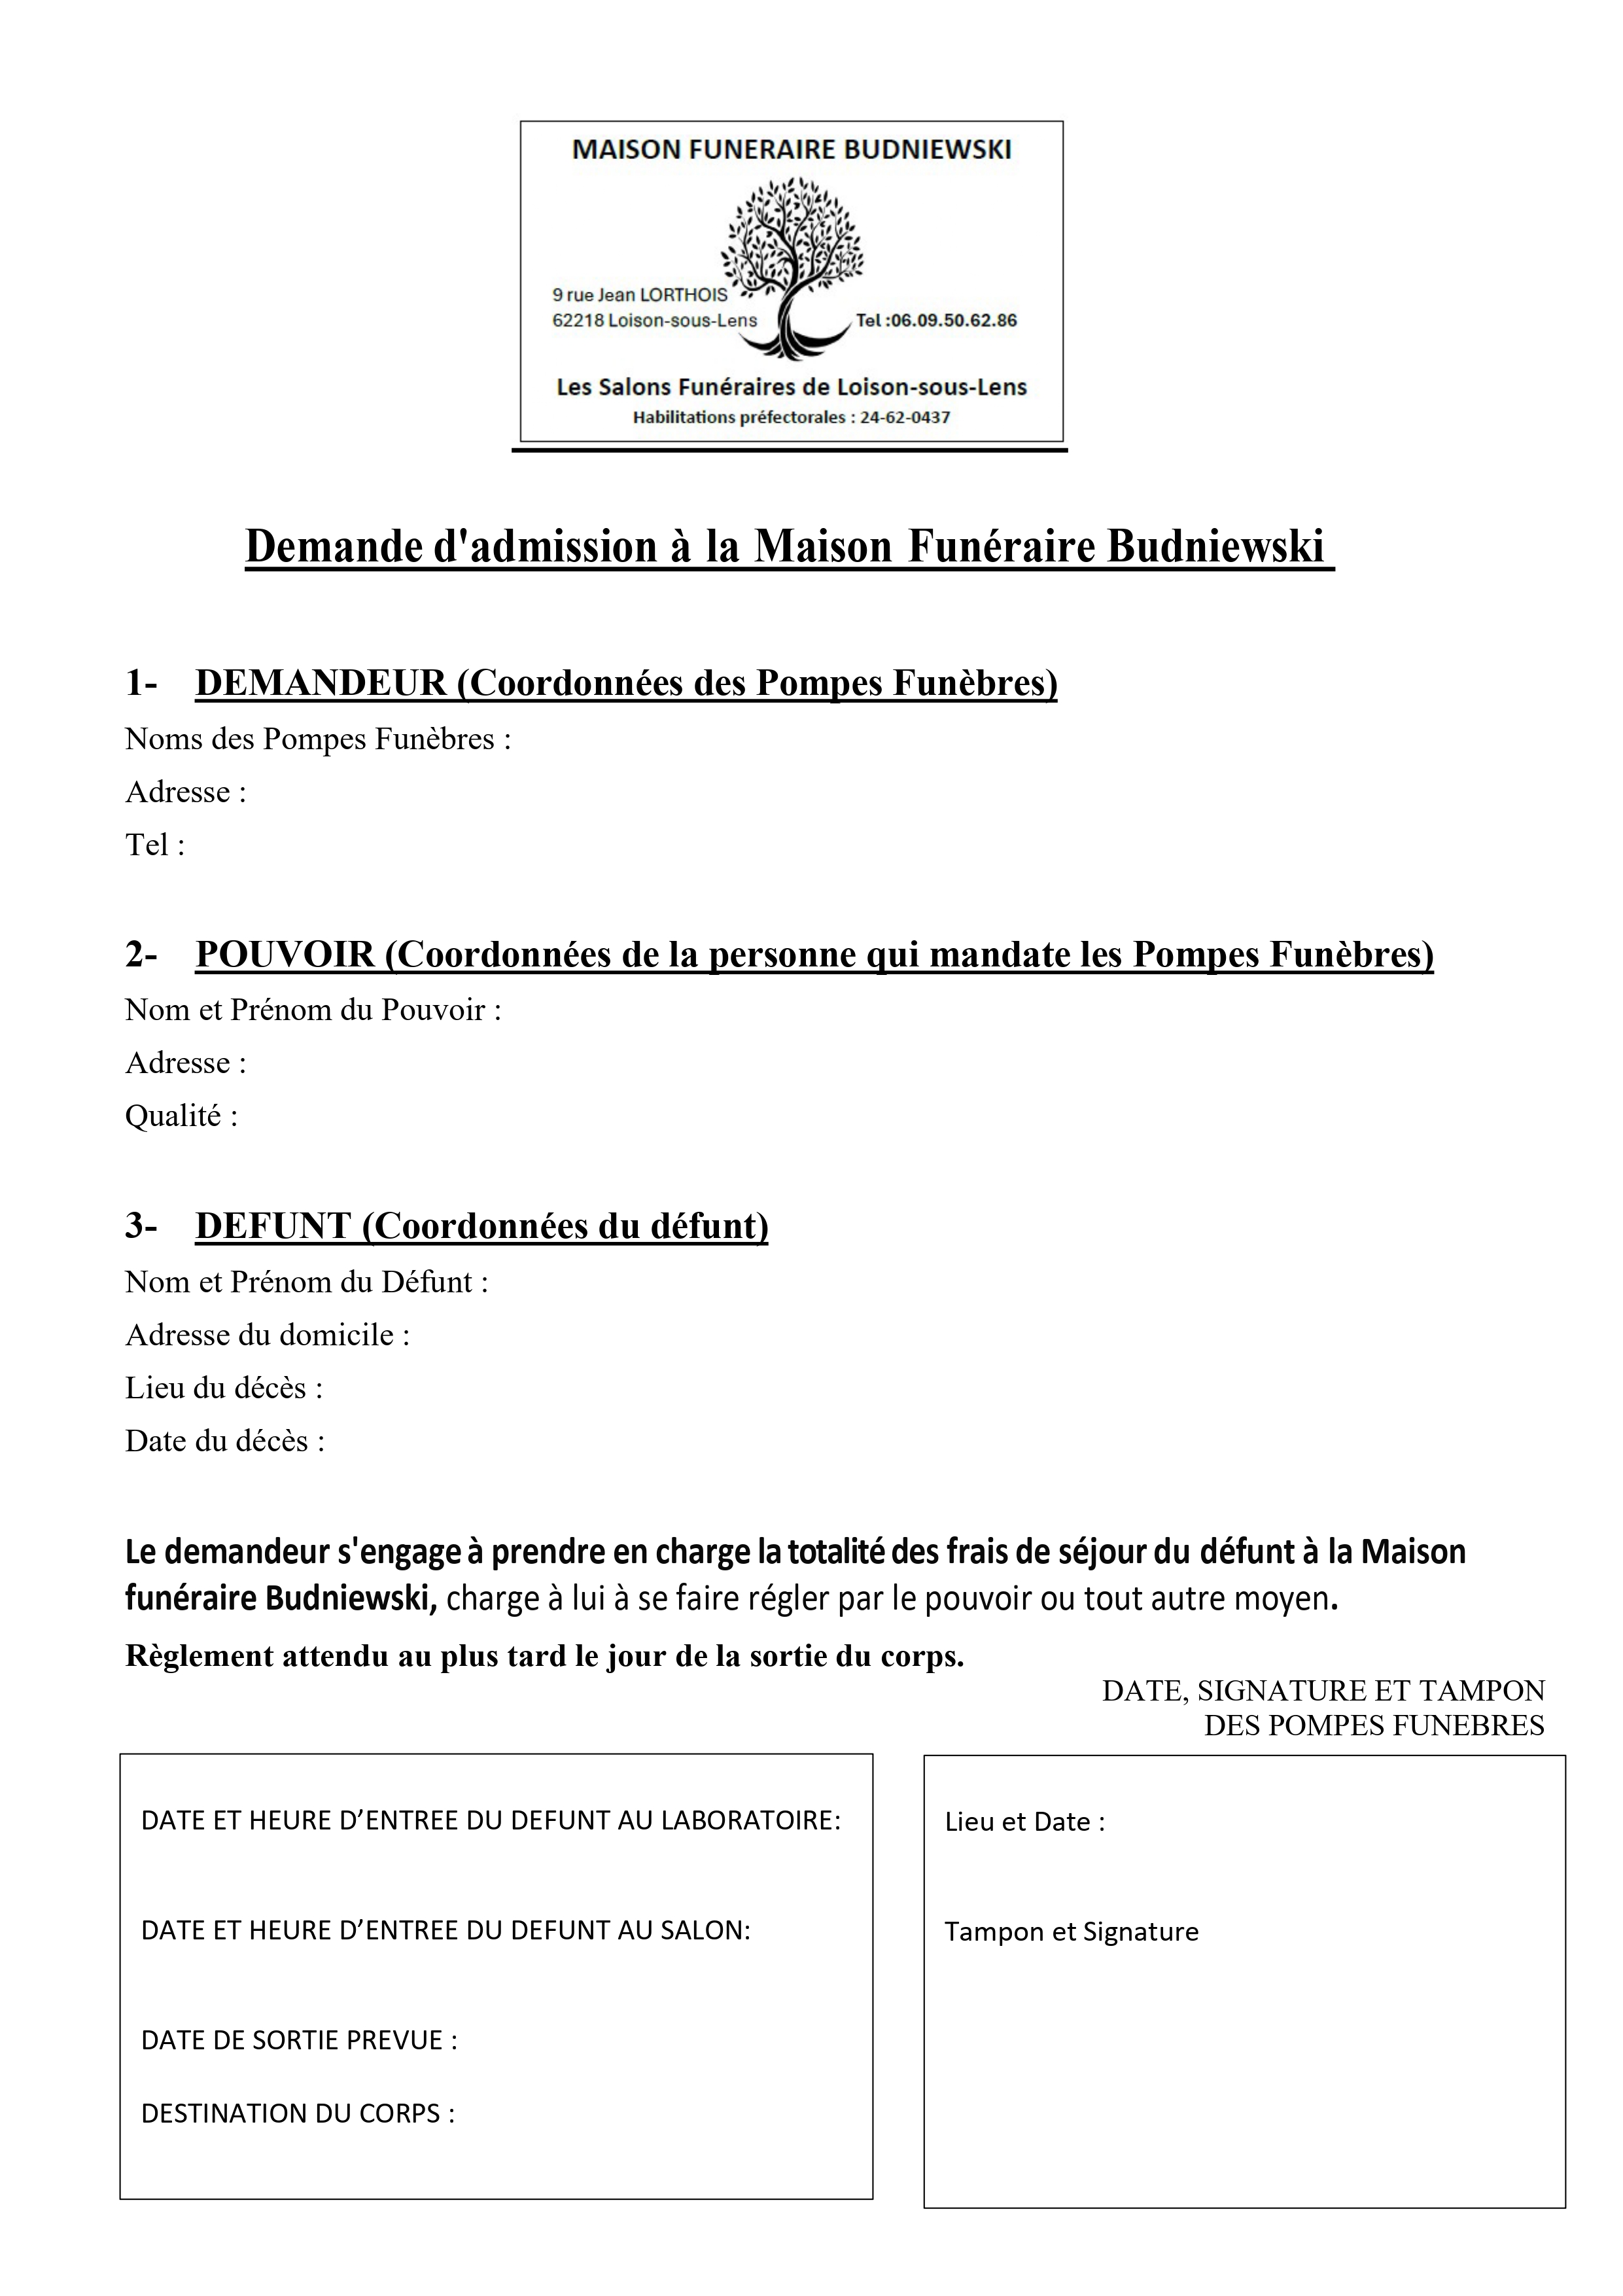 MAISON FUNERAIRE BUDNIEWSKI
9 rue Jean LORTHOIS
62218 Loison-sous-Lens
Tel :06.09.50.62.86
Les Salons Funéraires de Loison-sous-Lens
Habilitations préfectorales : 24-62-0437
Demande d'admission à la Maison Funéraire Budniewski
1- DEMANDEUR (Coordonnées des Pompes Funèbres)
Noms des Pompes Funèbres :
Adresse :
Tel :
2- POUVOIR (Coordonnées de la personne qui mandate les Pompes Funèbres)
Nom et Prénom du Pouvoir :
Adresse :
Qualité :
3- DEFUNT (Coordonnées du défunt)
Nom et Prénom du Défunt :
Adresse du domicile :
Lieu du décès :
Date du décès :
Le demandeur s'engage à prendre en charge la totalité des frais de séjour du défunt à la Maison
funéraire Budniewski, charge à lui à se faire régler par le pouvoir ou tout autre moyen.
Règlement attendu au plus tard le jour de la sortie du corps.
DATE, SIGNATURE ET TAMPON
DES POMPES FUNEBRES
DATE ET HEURE D’ENTREE DU DEFUNT AU LABORATOIRE:
DATE ET HEURE D’ENTREE DU DEFUNT AU SALON:
DATE DE SORTIE PREVUE :
DESTINATION DU CORPS :
Lieu et Date :
Tampon et Signature